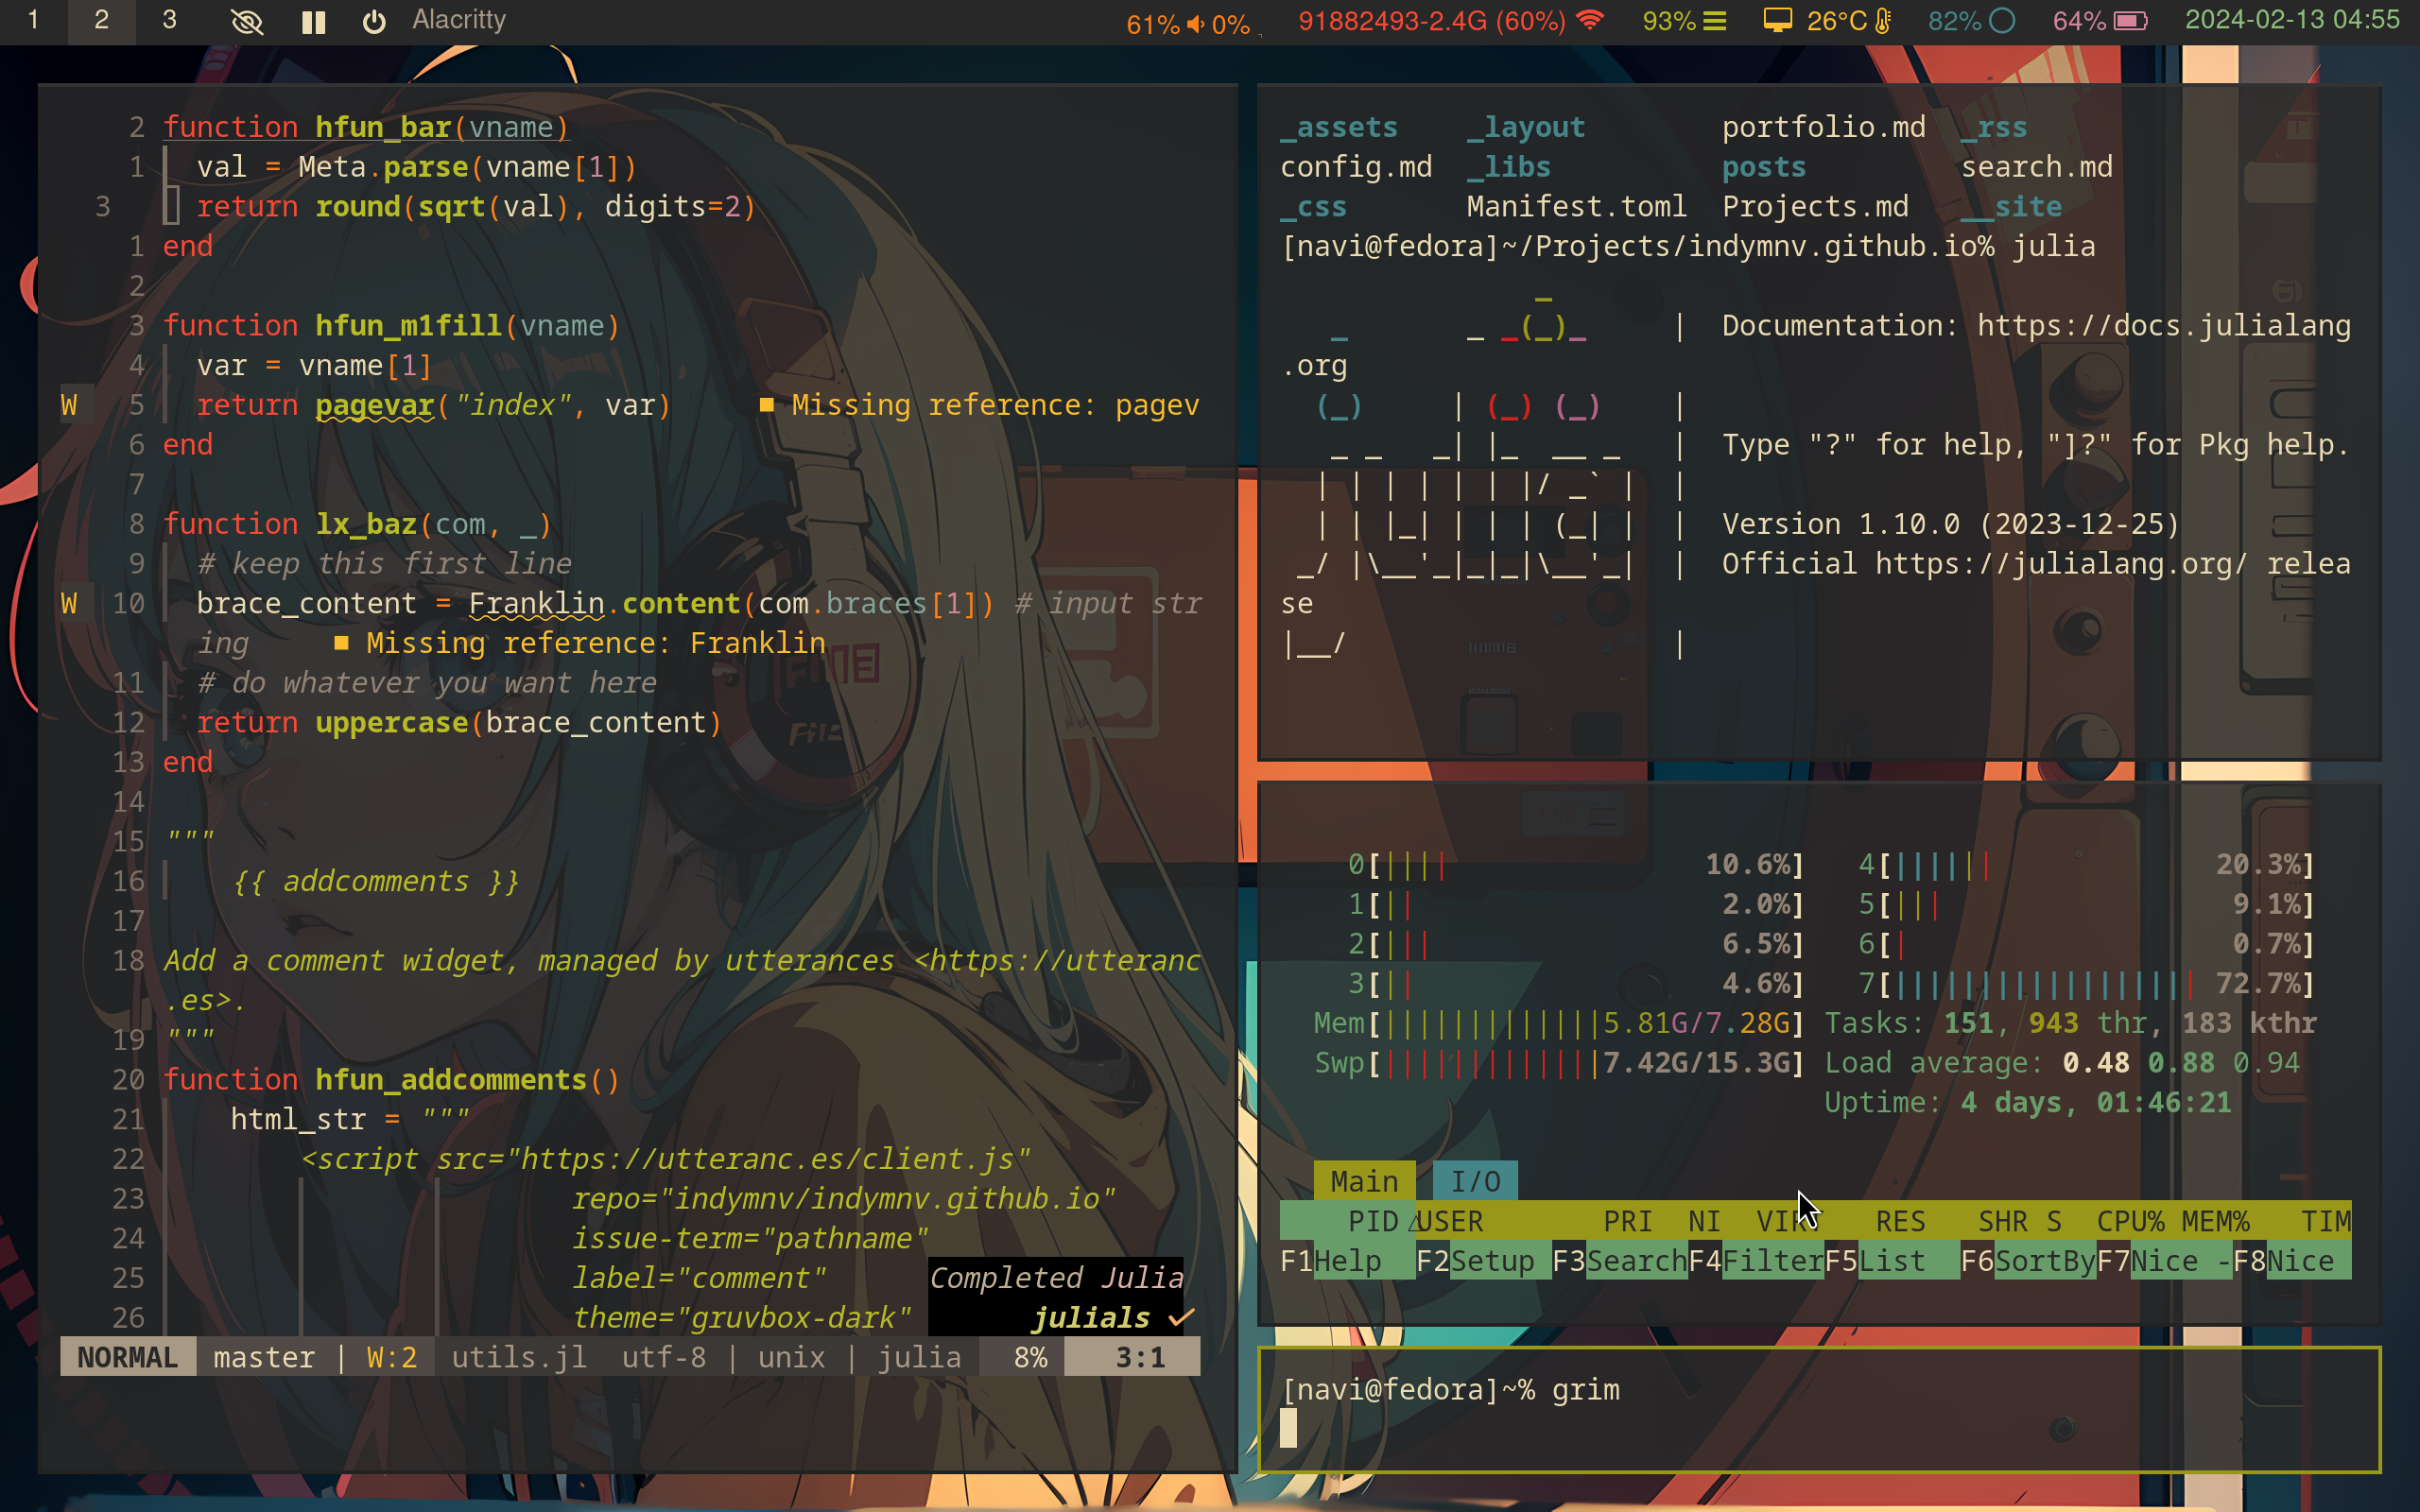 1 2 3 Alacritty 61% 0% 91882493-2.4G (60%) 93% 26°C 82% 64% 2024-02-13 04:55
2 function hfun_bar(vname)
1 val = Meta.parse(vname[1])
3 return round(sqrt(val), digits=2)
1 end
2
3 function hfun_m1fill(vname)
4 var = vname[1]
W 5 return pagevar("index", var) ■ Missing reference: pagev
6 end
7
8 function lx_baz(com, _)
9 # keep this first line
W 10 brace_content = Franklin.content(com.braces[1]) # input str
ing ■ Missing reference: Franklin
11 # do whatever you want here
12 return uppercase(brace_content)
13 end
14
15 """
16 {{ addcomments }}
17
18 Add a comment widget, managed by utterances <https://utteranc
.es>.
19 """
20 function hfun_addcomments()
21 html_str = """
22 <script src="https://utteranc.es/client.js"
23 repo="indymnv/indymnv.github.io"
24 issue-term="pathname"
25 label="comment" Completed Julia
26 theme="gruvbox-dark" julials ✓
NORMAL master | W:2 utils.jl utf-8 | unix | julia 8% 3:1
_assets _layout portfolio.md _rss
config.md _libs posts search.md
_css Manifest.toml Projects.md __site
[navi@fedora]~/Projects/indymnv.github.io% julia
               _
   _       _ _(_)_     |  Documentation: https://docs.julialang
.org
  (_)     | (_) (_)    |
   _ _   _| |_  __ _   |  Type "?" for help, "]?" for Pkg help.
  | | | | | | |/ _` |  |
  | | |_| | | | (_| |  |  Version 1.10.0 (2023-12-25)
 _/ |\__'_|_|_|\__'_|  |  Official https://julialang.org/ relea
se
|__/                   |
0[|||| 10.6%] 4[|||||| 20.3%]
1[|| 2.0%] 5[||| 9.1%]
2[||| 6.5%] 6[| 0.7%]
3[|| 4.6%] 7[|||||||||||||||||| 72.7%]
Mem[|||||||||||||5.81G/7.28G] Tasks: 151, 943 thr, 183 kthr
Swp[|||||||||||||7.42G/15.3G] Load average: 0.48 0.88 0.94
Uptime: 4 days, 01:46:21
Main I/O
PID△USER PRI NI VIRT RES SHR S CPU% MEM% TIM
F1Help F2Setup F3SearchF4FilterF5List F6SortByF7Nice -F8Nice
[navi@fedora]~% grim